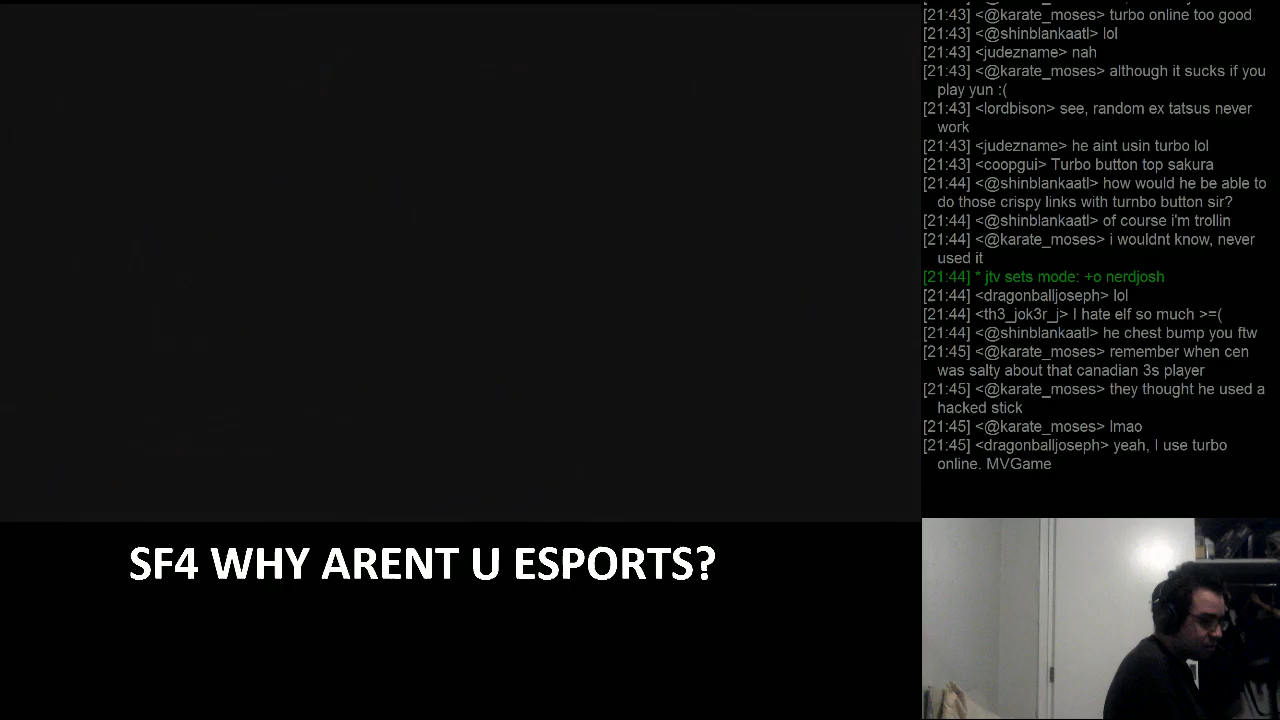 [21:43] <@karate_moses> turbo online too good
[21:43] <@shinblankaatl> lol
[21:43] <judezname> nah
[21:43] <@karate_moses> although it sucks if you
play yun :(
[21:43] <lordbison> see, random ex tatsus never
work
[21:43] <judezname> he aint usin turbo lol
[21:43] <coopgui> Turbo button top sakura
[21:44] <@shinblankaatl> how would he be able to
do those crispy links with turnbo button sir?
[21:44] <@shinblankaatl> of course i'm trollin
[21:44] <@karate_moses> i wouldnt know, never
used it
[21:44] * jtv sets mode: +o nerdjosh
[21:44] <dragonballjoseph> lol
[21:44] <th3_jok3r_j> I hate elf so much >=(
[21:44] <@shinblankaatl> he chest bump you ftw
[21:45] <@karate_moses> remember when cen
was salty about that canadian 3s player
[21:45] <@karate_moses> they thought he used a
hacked stick
[21:45] <@karate_moses> lmao
[21:45] <dragonballjoseph> yeah, I use turbo
online. MVGame
SF4 WHY ARENT U ESPORTS?